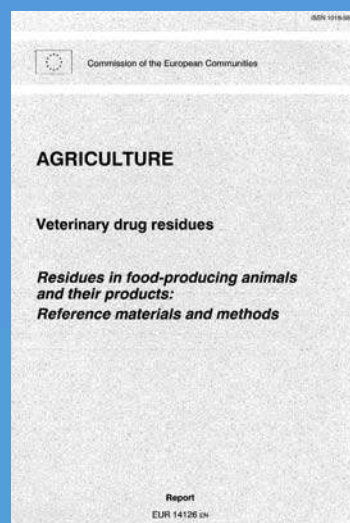 Commission of the European Communities
AGRICULTURE
Veterinary drug residues
Residues in food-producing animals
and their products:
Reference materials and methods
Report
EUR 14126 EN